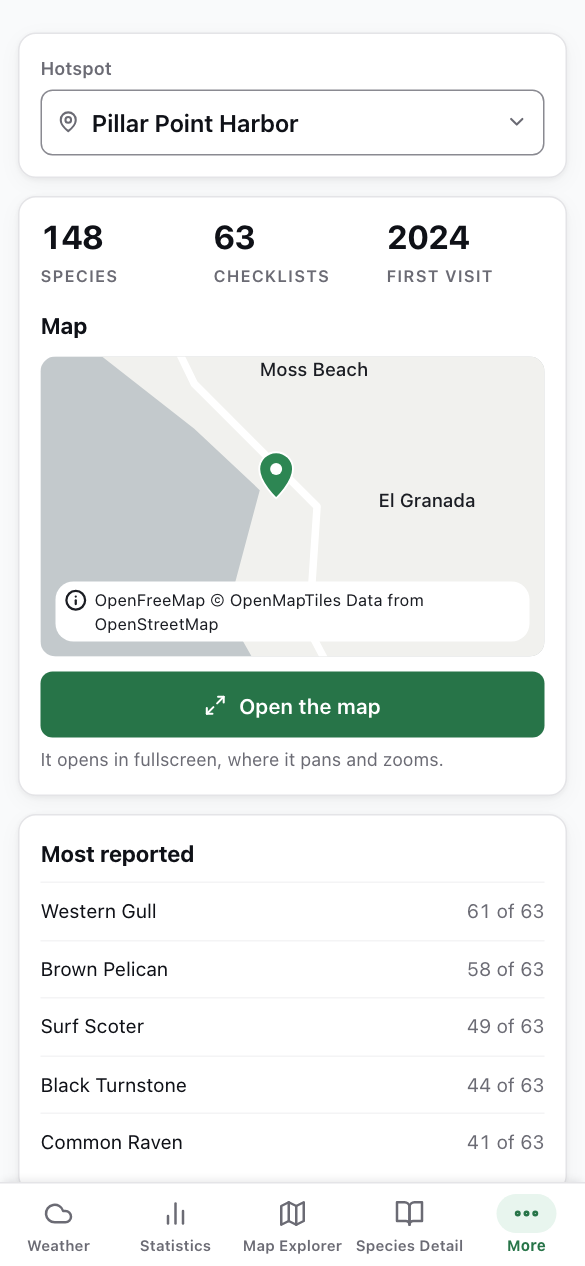 Hotspot
Pillar Point Harbor
148
63
2024
SPECIES
CHECKLISTS
FIRST VISIT
Map
Moss Beach
El Granada
OpenFreeMap © OpenMapTiles Data from
OpenStreetMap
Open the map
It opens in fullscreen, where it pans and zooms.
Most reported
Western Gull 61 of 63
Brown Pelican 58 of 63
Surf Scoter 49 of 63
Black Turnstone 44 of 63
Common Raven 41 of 63
Weather
Statistics
Map Explorer
Species Detail
More